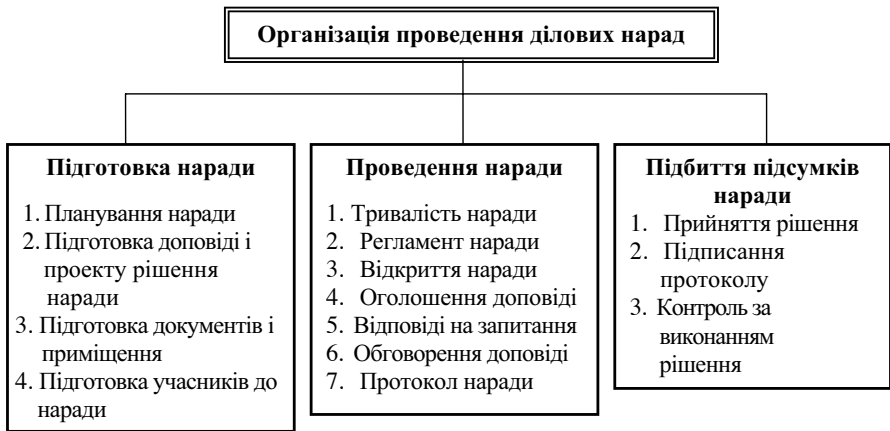 Організація проведення ділових нарад
Підготовка наради
1. Планування наради
2. Підготовка доповіді і
проекту рішення
наради
3. Підготовка документів і
приміщення
4. Підготовка учасників до
наради
Проведення наради
1. Тривалість наради
2. Регламент наради
3. Відкриття наради
4. Оголошення доповіді
5. Відповіді на запитання
6. Обговорення доповіді
7. Протокол наради
Підбиття підсумків
наради
1. Прийняття рішення
2. Підписання
протоколу
3. Контроль за
виконанням
рішення